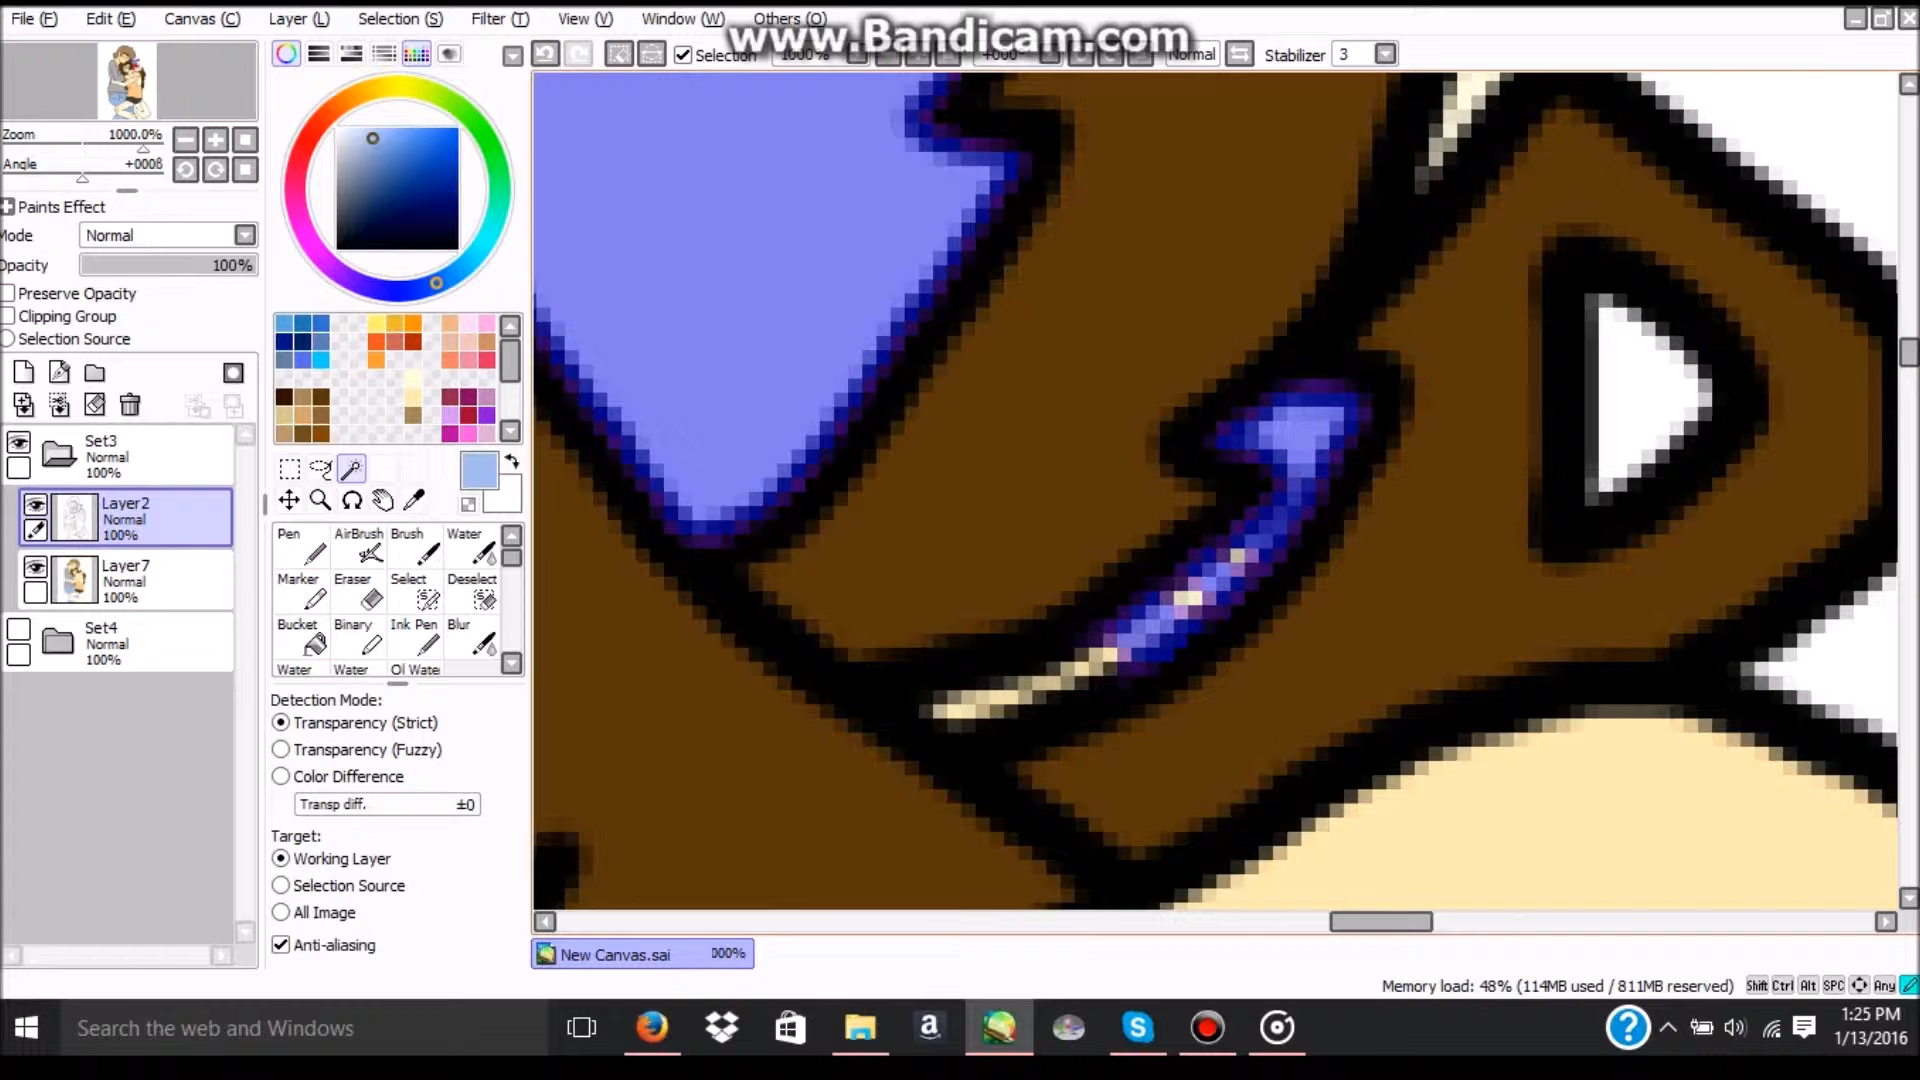 File (F) Edit (E) Canvas (C) Layer (L) Selection (S) Filter (T) View (V) Window (W) Others (O)
www.Bandicam.com
Selection 1000% +000° Normal Stabilizer 3
Zoom 1000.0%
Angle +0008
Paints Effect
Mode Normal
Opacity 100%
Preserve Opacity
Clipping Group
Selection Source
Set3
Normal
100%
Layer2
Normal
100%
Layer7
Normal
100%
Set4
Normal
100%
Pen AirBrush Brush Water
Marker Eraser Select Deselect
Bucket Binary Ink Pen Blur
Water Water Ol Wate
Detection Mode:
Transparency (Strict)
Transparency (Fuzzy)
Color Difference
Transp diff. ±0
Target:
Working Layer
Selection Source
All Image
Anti-aliasing
New Canvas.sai 000%
Memory load: 48% (114MB used / 811MB reserved) Shift Ctrl Alt SPC Any
Search the web and Windows
1:25 PM
1/13/2016